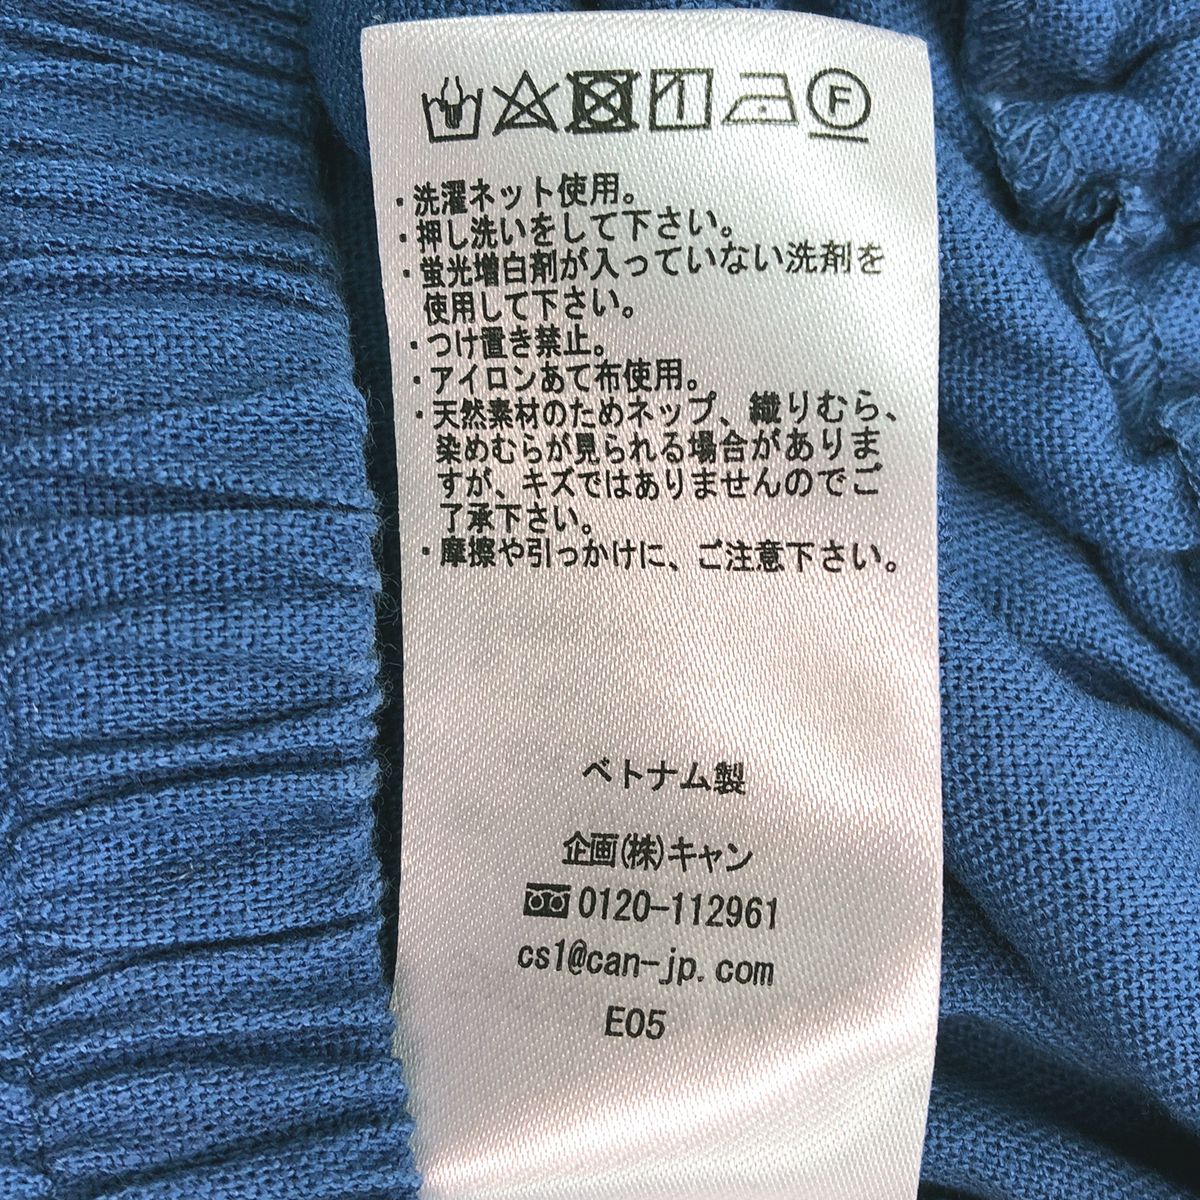 F
・洗濯ネット使用。
・押し洗いをして下さい。
・蛍光増白剤が入っていない洗剤を
使用して下さい。
・つけ置き禁止。
・アイロンあて布使用。
・天然素材のためネップ、織りむら、
染めむらが見られる場合がありま
すが、キズではありませんのでご
了承下さい。
・摩擦や引っかけに、ご注意下さい。
ベトナム製
企画(株)キャン
0120-112961
cs1@can-jp.com
E05